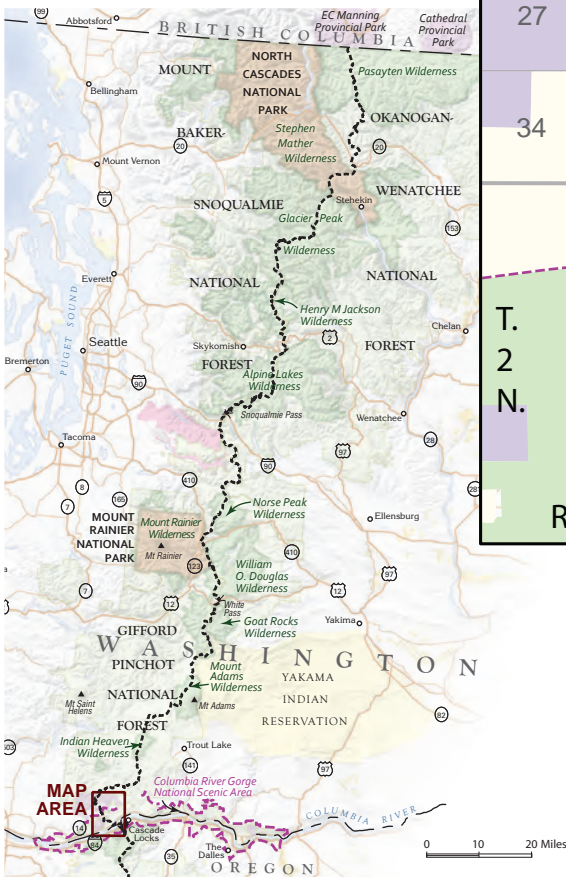 99
Abbotsford
BRITISH COLUMBIA
EC Manning
Provincial Park
Cathedral
Provincial
Park
27
NORTH
CASCADES
NATIONAL
PARK
MOUNT
Pasayten Wilderness
Bellingham
OKANOGAN-
34
BAKER-
Stephen
Mather
Wilderness
20
20
Mount Vernon
WENATCHEE
Stehekin
5
SNOQUALMIE
Glacier Peak
Wilderness
153
Everett
NATIONAL
NATIONAL
PUGET SOUND
Henry M Jackson
Wilderness
T.
2
N.
Chelan
Seattle
Skykomish
2
FOREST
Bremerton
FOREST
Alpine Lakes
Wilderness
90
Snoqualmie Pass
Wenatchee
Tacoma
28
97
90
28
8
410
165
7
Norse Peak
Wilderness
Ellensburg
R
MOUNT
RAINIER
NATIONAL
PARK
Mount Rainier
Wilderness
Mt Rainier
410
123
William
O. Douglas
Wilderness
97
7
12
12
White
Pass
Yakima
GIFFORD
Goat Rocks
Wilderness
WASHINGTON
PINCHOT
Mount
Adams
Wilderness
YAKAMA
INDIAN
RESERVATION
NATIONAL
Mt Saint
Helens
Mt Adams
82
FOREST
503
Indian Heaven
Wilderness
Trout Lake
141
97
MAP
AREA
Columbia River Gorge
National Scenic Area
COLUMBIA RIVER
14
Cascade
Locks
84
The
Dalles
35
OREGON
0 10 20 Miles